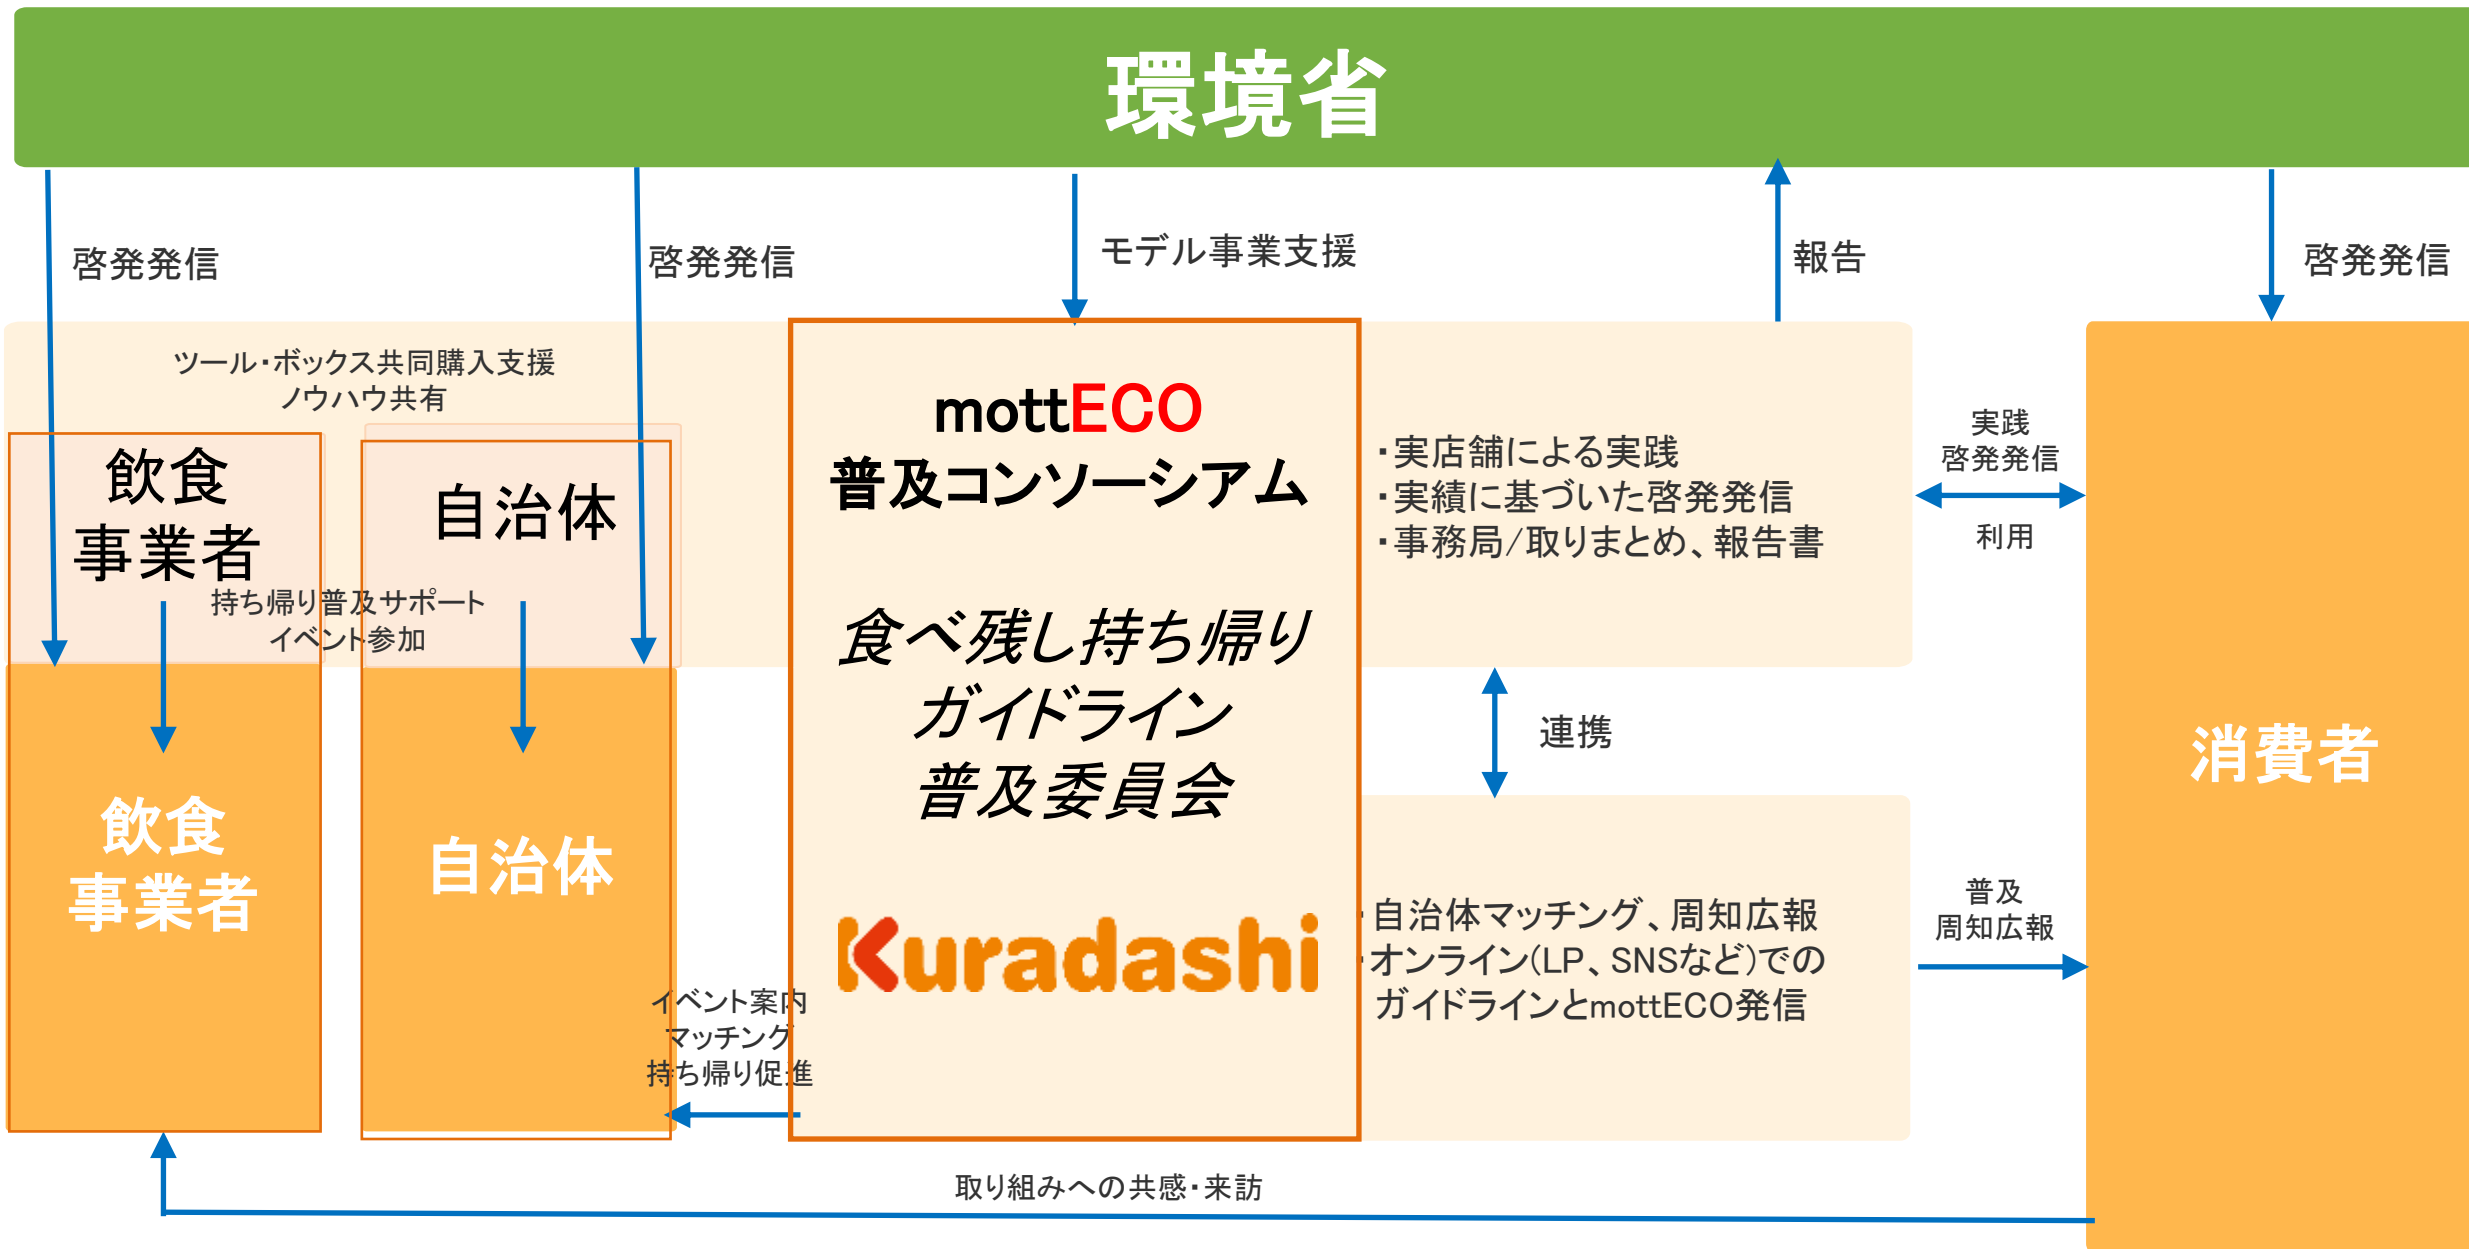 環境省
啓発発信
啓発発信
モデル事業支援
報告
啓発発信
ツール・ボックス共同購入支援
ノウハウ共有
飲食
事業者
自治体
持ち帰り普及サポート
イベント参加
mottECO
普及コンソーシアム
食べ残し持ち帰り
ガイドライン
普及委員会
Kuradashi
・実店舗による実践
・実績に基づいた啓発発信
・事務局/取りまとめ、報告書
実践
啓発発信
利用
連携
飲食
事業者
自治体
消費者
・自治体マッチング、周知広報
・オンライン(LP、SNSなど)での
ガイドラインとmottECO発信
普及
周知広報
イベント案内
マッチング
持ち帰り促進
取り組みへの共感・来訪